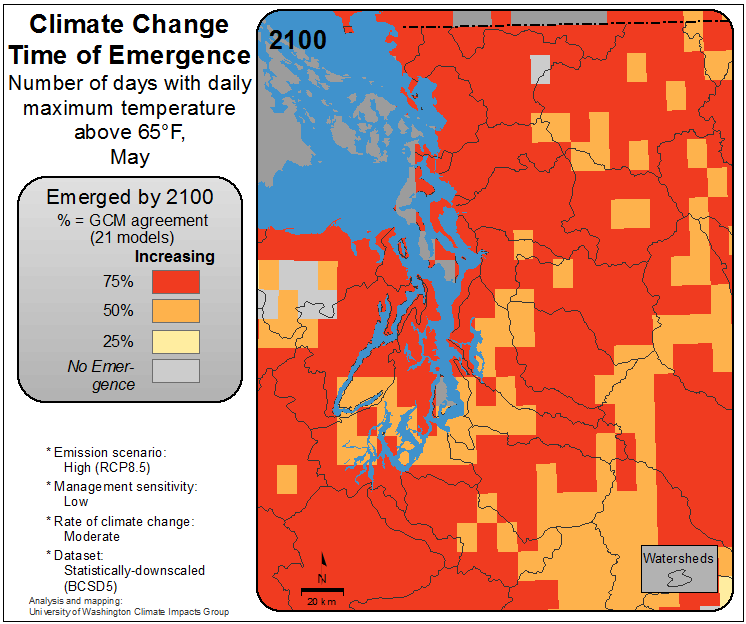 Climate Change
Time of Emergence
Number of days with daily
maximum temperature
above 65°F,
May
Emerged by 2100
% = GCM agreement
(21 models)
Increasing
75%
50%
25%
No Emer-
gence
* Emission scenario:
High (RCP8.5)
* Management sensitivity:
Low
* Rate of climate change:
Moderate
* Dataset:
Statistically-downscaled
(BCSD5)
Analysis and mapping:
University of Washington Climate Impacts Group
2100
N
20 km
Watersheds